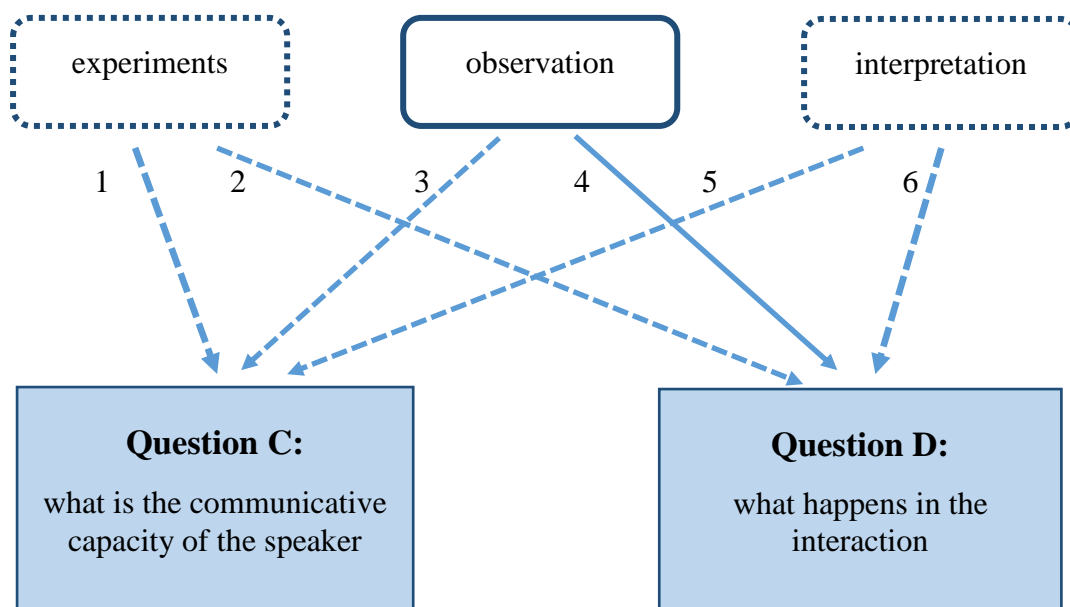 experiments
observation
interpretation
1
2
3
4
5
6
Question C:
what is the communicative
capacity of the speaker
Question D:
what happens in the
interaction